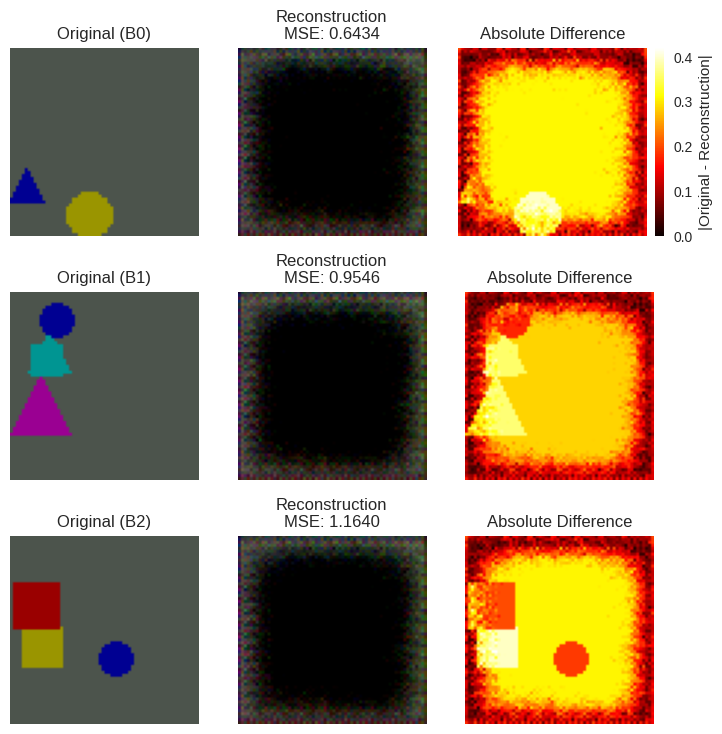 Original (B0)
Reconstruction
MSE: 0.6434
Absolute Difference
0.4
0.3
0.2
0.1
0.0
|Original - Reconstruction|
Original (B1)
Reconstruction
MSE: 0.9546
Absolute Difference
Original (B2)
Reconstruction
MSE: 1.1640
Absolute Difference